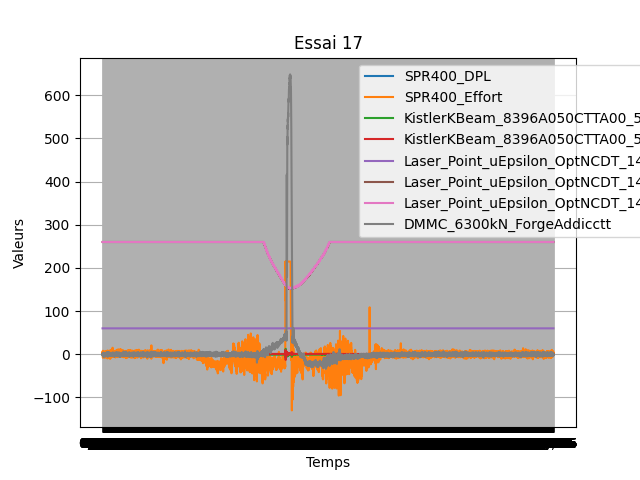 Essai 17
SPR400_DPL
SPR400_Effort
KistlerKBeam_8396A050CTTA00_5
KistlerKBeam_8396A050CTTA00_5
Laser_Point_uEpsilon_OptNCDT_14
Laser_Point_uEpsilon_OptNCDT_14
Laser_Point_uEpsilon_OptNCDT_14
DMMC_6300kN_ForgeAddicctt
600
500
400
300
200
100
0
−100
Valeurs
Temps